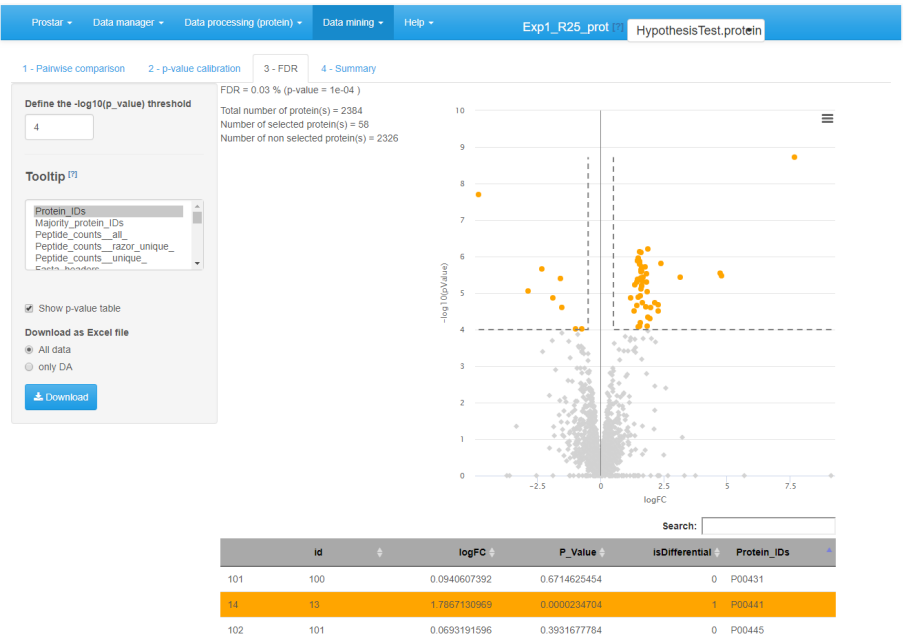 Prostar Data manager Data processing (protein) Data mining Help Exp1_R25_prot [?] HypothesisTest.protein
1 - Pairwise comparison 2 - p-value calibration 3 - FDR 4 - Summary
FDR = 0.03 % (p-value = 1e-04 )
Define the -log10(p_value) threshold
4
Total number of protein(s) = 2384
Number of selected protein(s) = 58
Number of non selected protein(s) = 2326
Tooltip [?]
Protein_IDs
Majority_protein_IDs
Peptide_counts__all_
Peptide_counts__razor_unique_
Peptide_counts__unique_
Fasta_headers
Show p-value table
Download as Excel file
All data
only DA
Download
-log10(pValue)
10
9
8
7
6
5
4
3
2
1
0
-2.5 0 2.5 5 7.5
logFC
Search:
id logFC P_Value isDifferential Protein_IDs
101 100 0.0940607392 0.6714625454 0 P00431
14 13 1.7867130969 0.0000234704 1 P00441
102 101 0.0693191596 0.3931677784 0 P00445